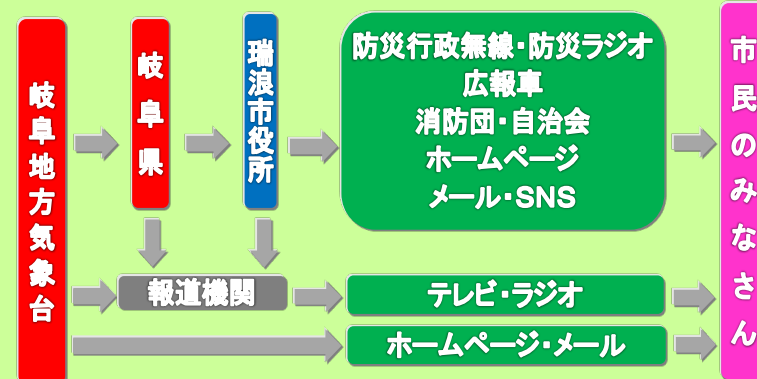 岐阜地方気象台
岐阜県
瑞浪市役所
防災行政無線・防災ラジオ
広報車
消防団・自治会
ホームページ
メール・SNS
市民のみなさん
報道機関
テレビ・ラジオ
ホームページ・メール